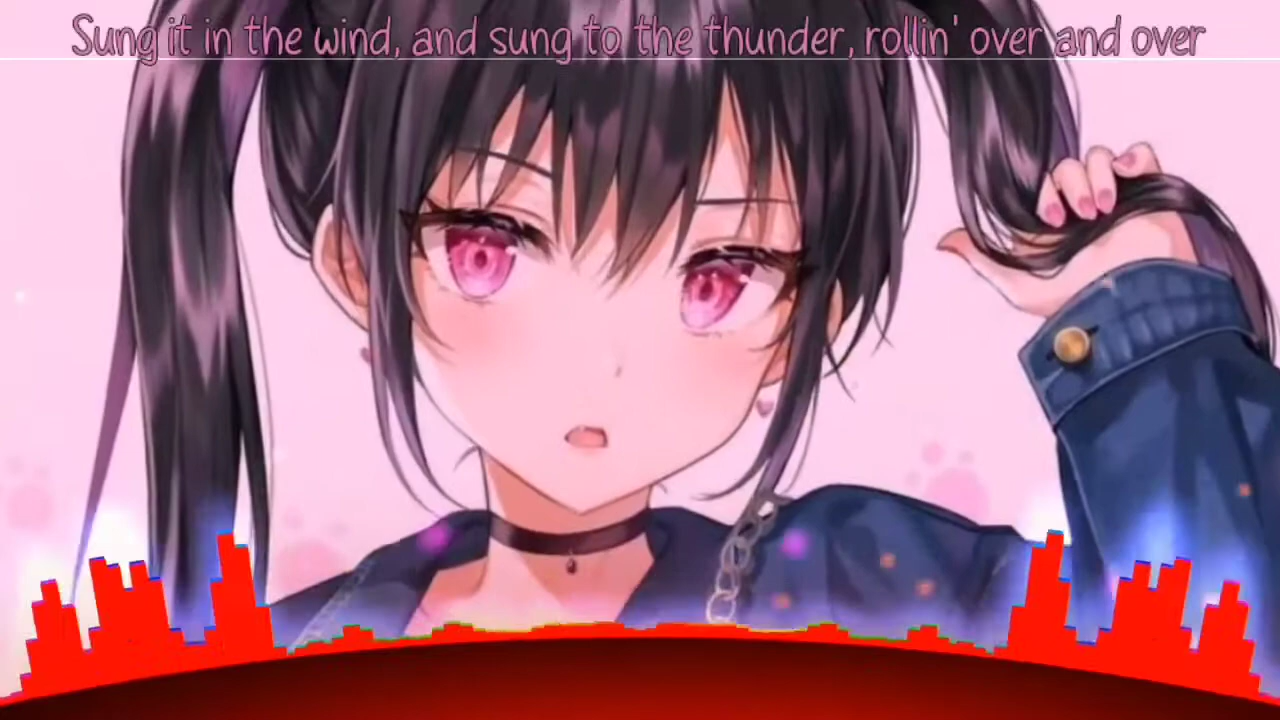 Sung it in the wind, and sung to the thunder, rollin' over and over